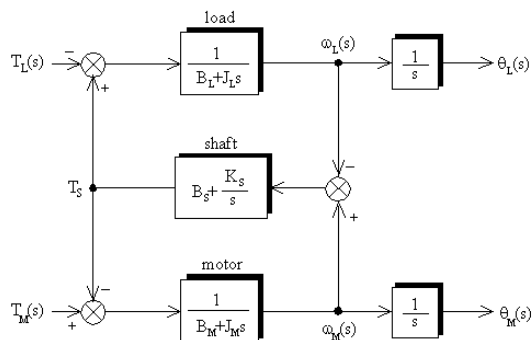 load
T_L(s) − + 1 / B_L+J_Ls ω_L(s) 1 / s θ_L(s)
shaft
T_S B_S+ K_S / s − +
motor
T_M(s) + − 1 / B_M+J_Ms ω_M(s) 1 / s θ_M(s)